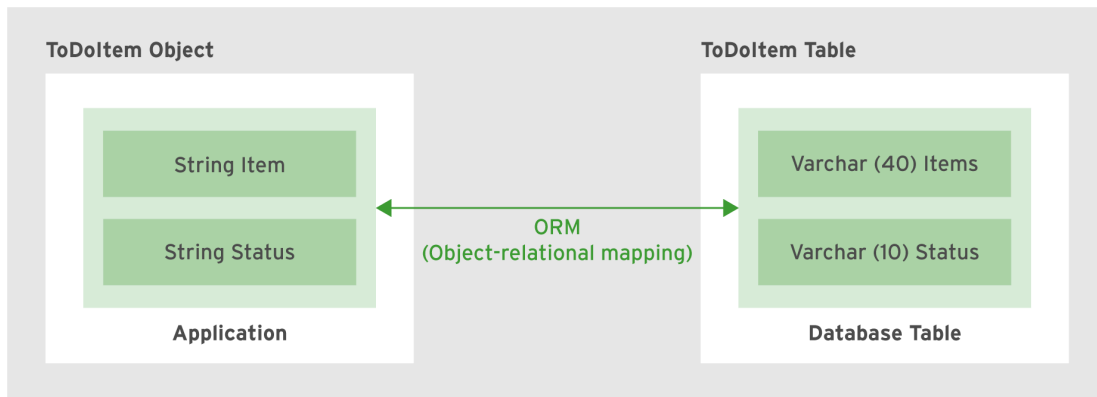 ToDoItem Object
String Item
String Status
Application
ORM
(Object-relational mapping)
ToDoItem Table
Varchar (40) Items
Varchar (10) Status
Database Table